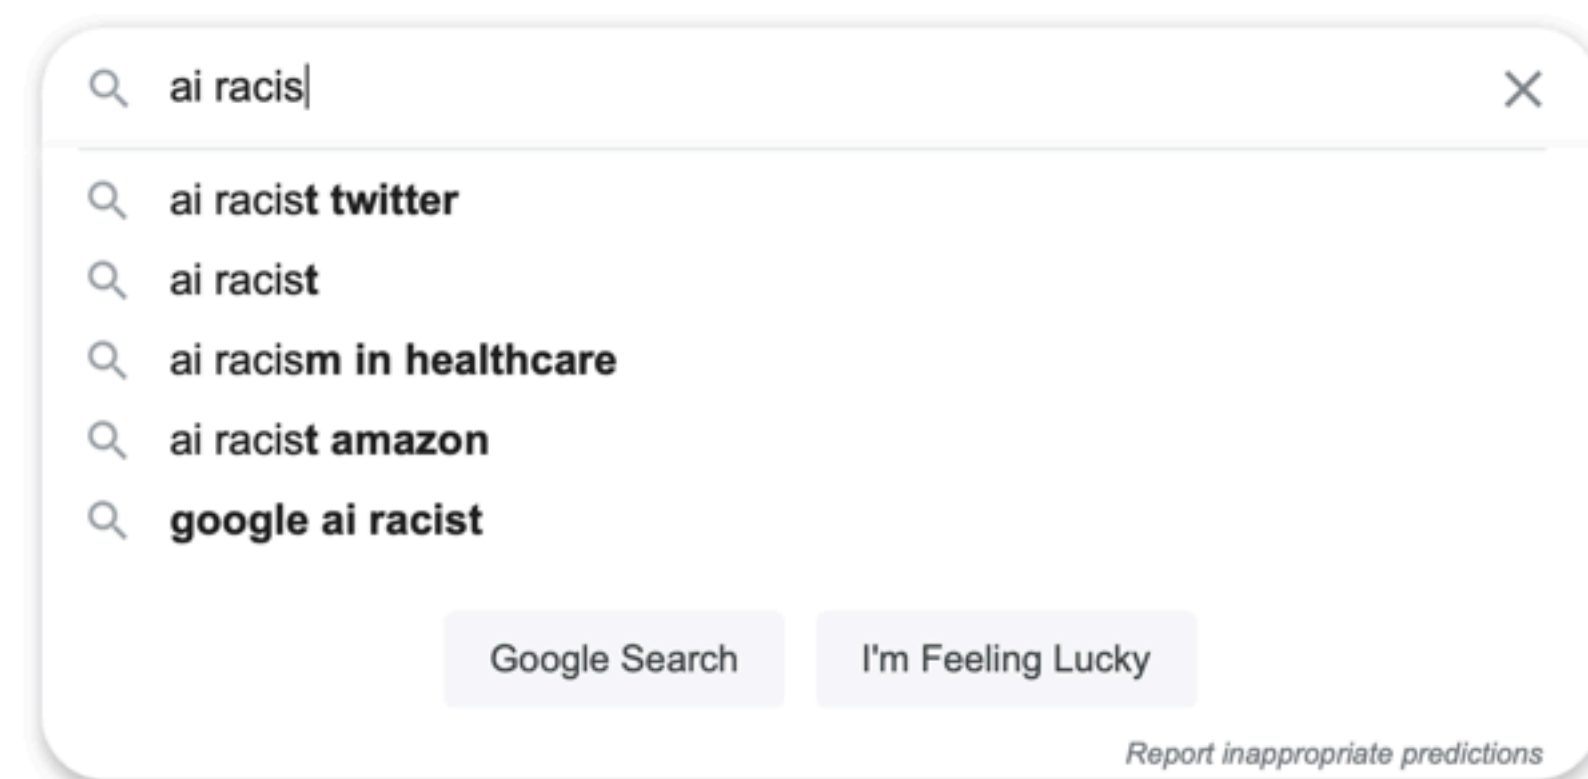 ai racis
ai racist twitter
ai racist
ai racism in healthcare
ai racist amazon
google ai racist
Google Search I'm Feeling Lucky
Report inappropriate predictions